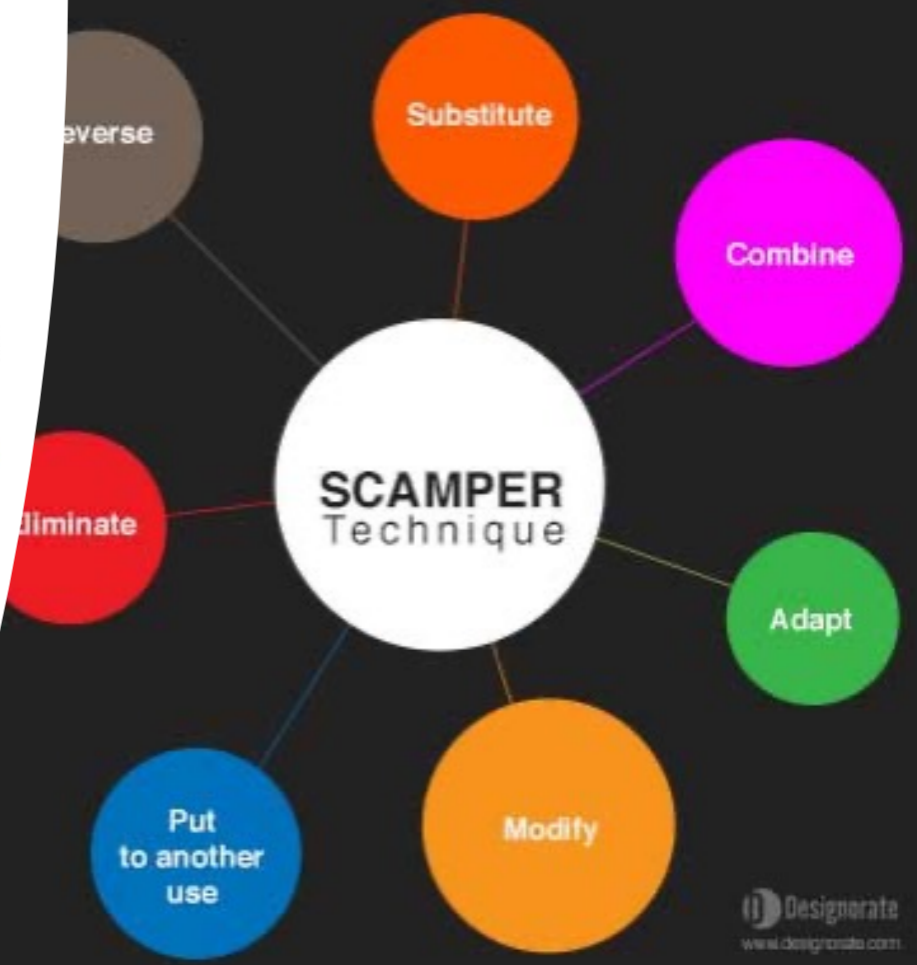 everse
Substitute
Combine
SCAMPER
Technique
liminate
Adapt
Put
to another
use
Modify
Designorate
www.designorate.com